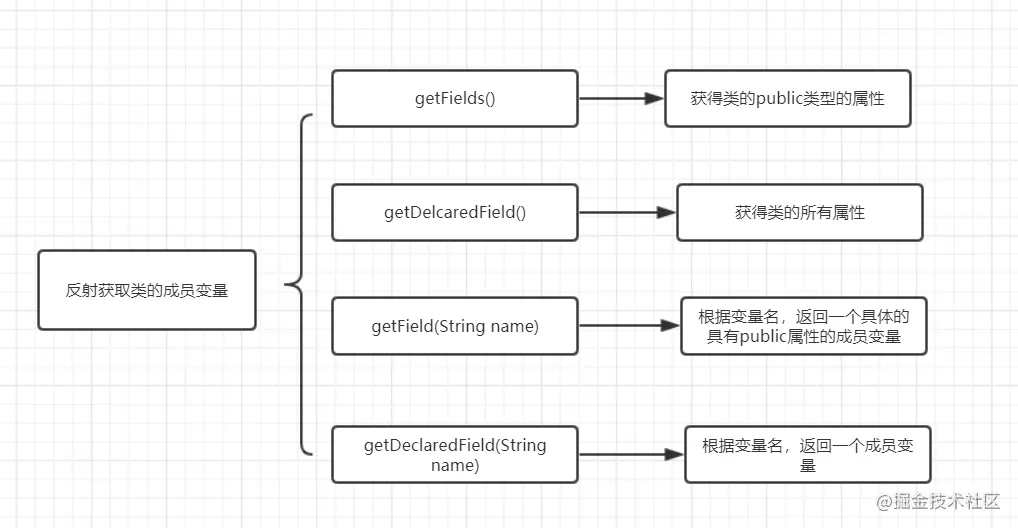 getFields()
获得类的public类型的属性
getDelcaredField()
获得类的所有属性
反射获取类的成员变量
getField(String name)
根据变量名，返回一个具体的
具有public属性的成员变量
getDeclaredField(String
name)
根据变量名，返回一个成员变
量
@掘金技术社区